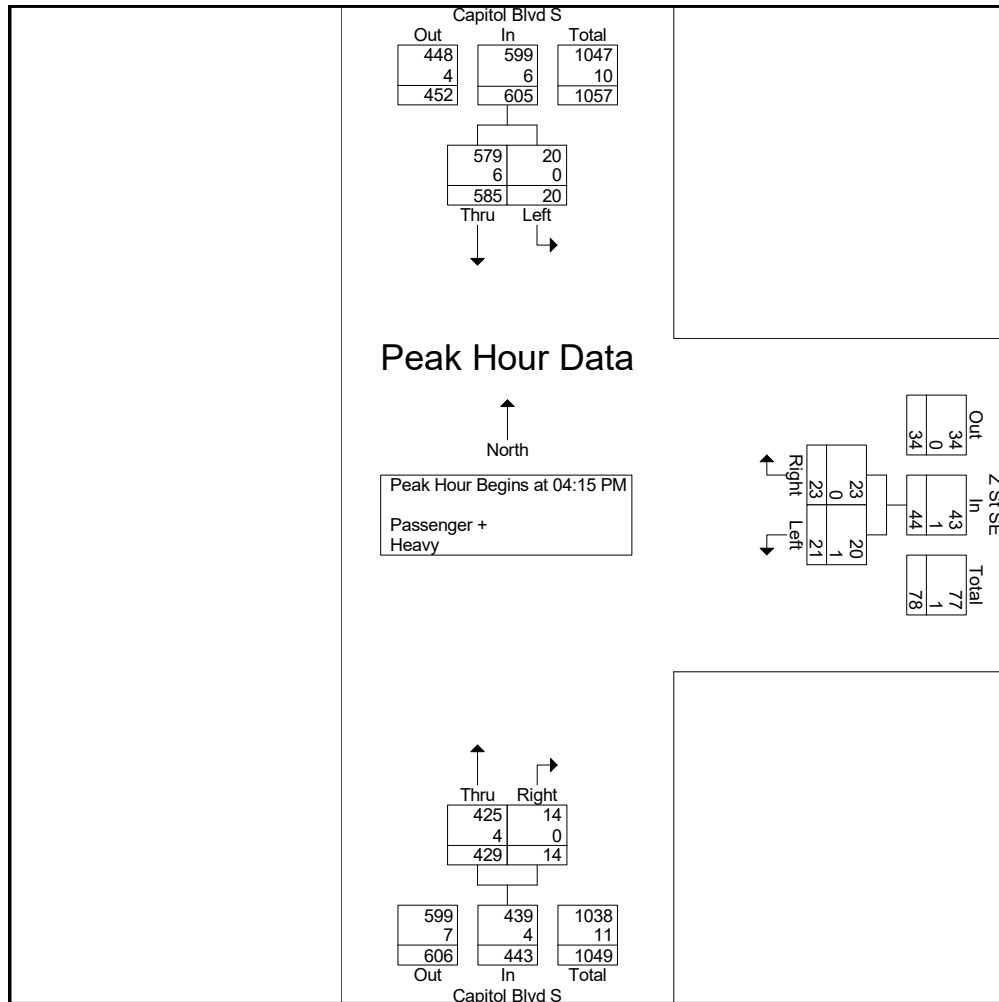 Capitol Blvd S
Out In Total
448 599 1047
4 6 10
452 605 1057
579 20
6 0
585 20
Thru Left
Peak Hour Data
North
Peak Hour Begins at 04:15 PM
Passenger +
Heavy
Z St SE
Out In Total
34 43 77
0 1 1
34 44 78
23 20
0 1
23 21
Right Left
Thru Right
425 14
4 0
429 14
599 439 1038
7 4 11
606 443 1049
Out In Total
Capitol Blvd S